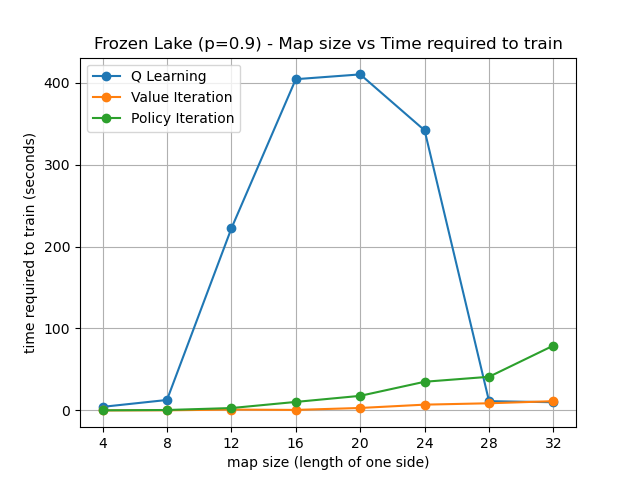 Frozen Lake (p=0.9) - Map size vs Time required to train
Q Learning
Value Iteration
Policy Iteration
400
300
200
100
0
time required to train (seconds)
4 8 12 16 20 24 28 32
map size (length of one side)